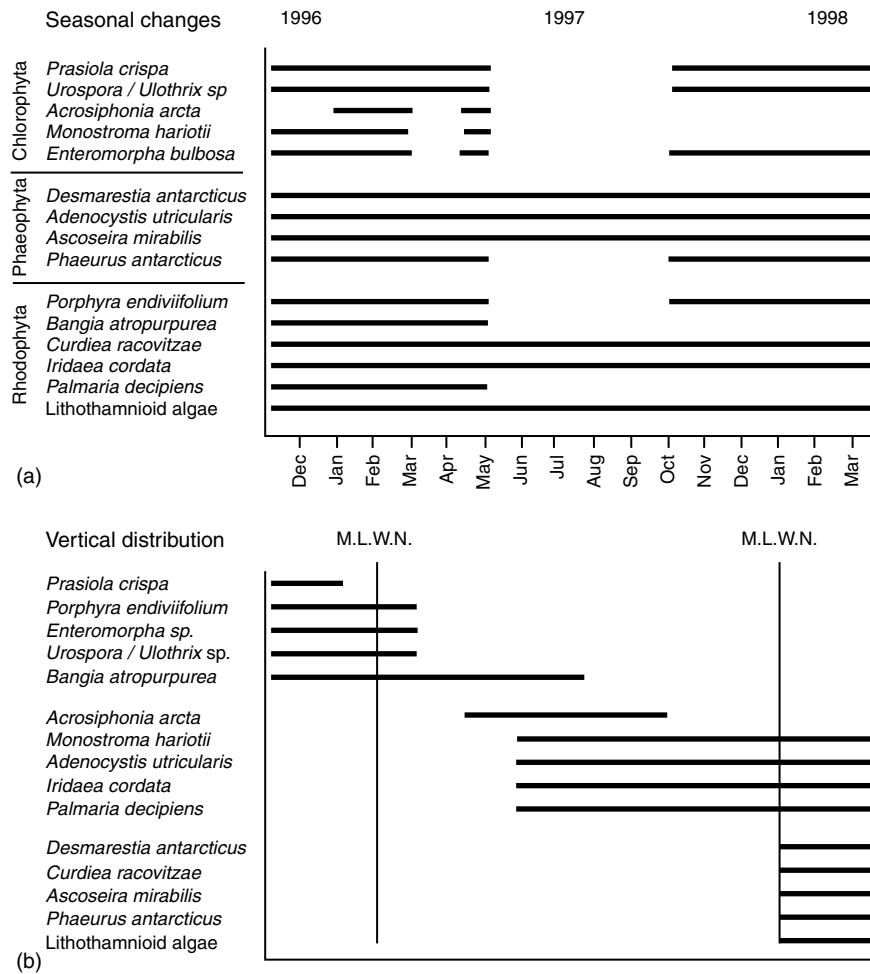 Seasonal changes 1996 1997 1998
Chlorophyta
Prasiola crispa
Urospora / Ulothrix sp
Acrosiphonia arcta
Monostroma hariotii
Enteromorpha bulbosa
Phaeophyta
Desmarestia antarcticus
Adenocystis utricularis
Ascoseira mirabilis
Phaeurus antarcticus
Rhodophyta
Porphyra endiviifolium
Bangia atropurpurea
Curdiea racovitzae
Iridaea cordata
Palmaria decipiens
Lithothamnioid algae
Dec Jan Feb Mar Apr May Jun Jul Aug Sep Oct Nov Dec Jan Feb Mar
(a)
Vertical distribution M.L.W.N. M.L.W.N.
Prasiola crispa
Porphyra endiviifolium
Enteromorpha sp.
Urospora / Ulothrix sp.
Bangia atropurpurea
Acrosiphonia arcta
Monostroma hariotii
Adenocystis utricularis
Iridaea cordata
Palmaria decipiens
Desmarestia antarcticus
Curdiea racovitzae
Ascoseira mirabilis
Phaeurus antarcticus
Lithothamnioid algae
(b)